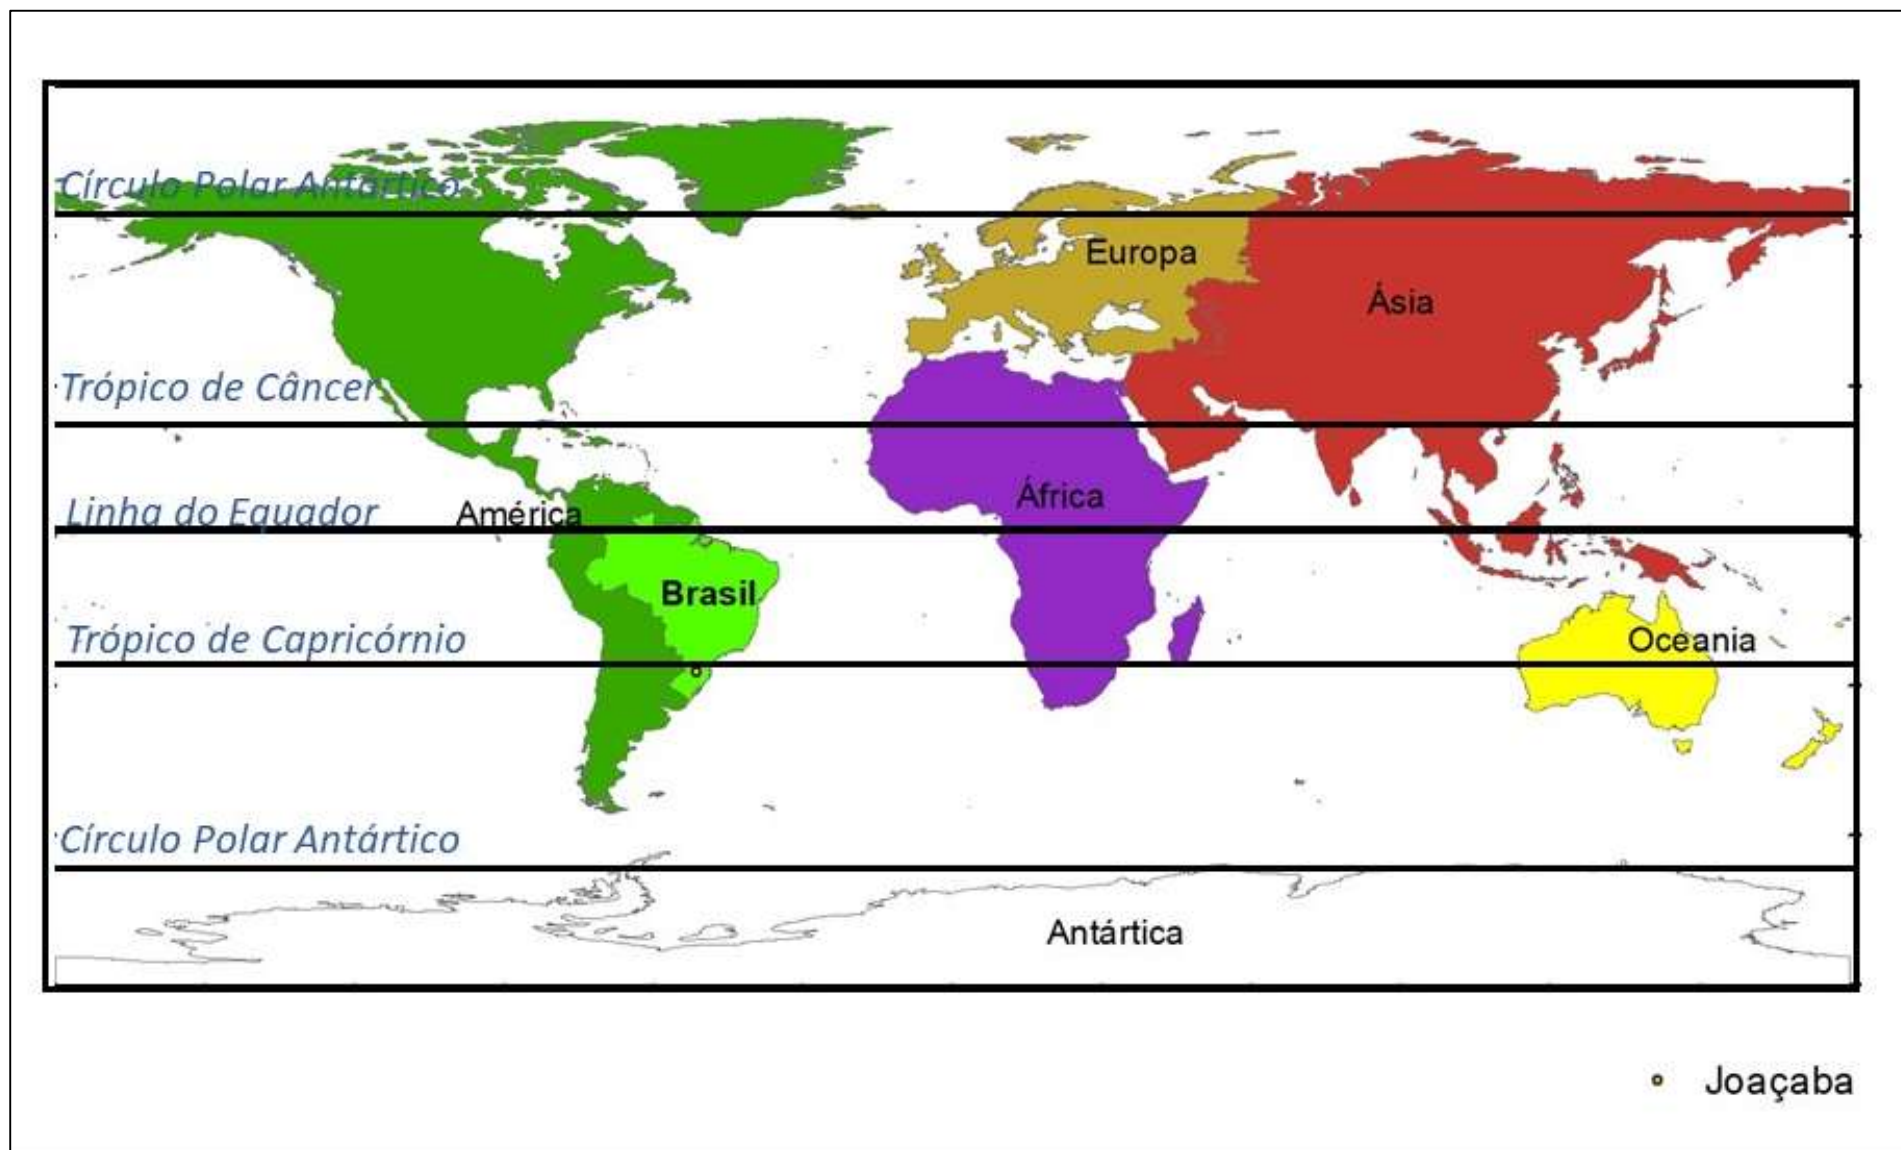 Círculo Polar Antártico
Europa
Ásia
Trópico de Câncer
África
Linha do Equador
América
Brasil
Trópico de Capricórnio
Oceania
Círculo Polar Antártico
Antártica
Joaçaba